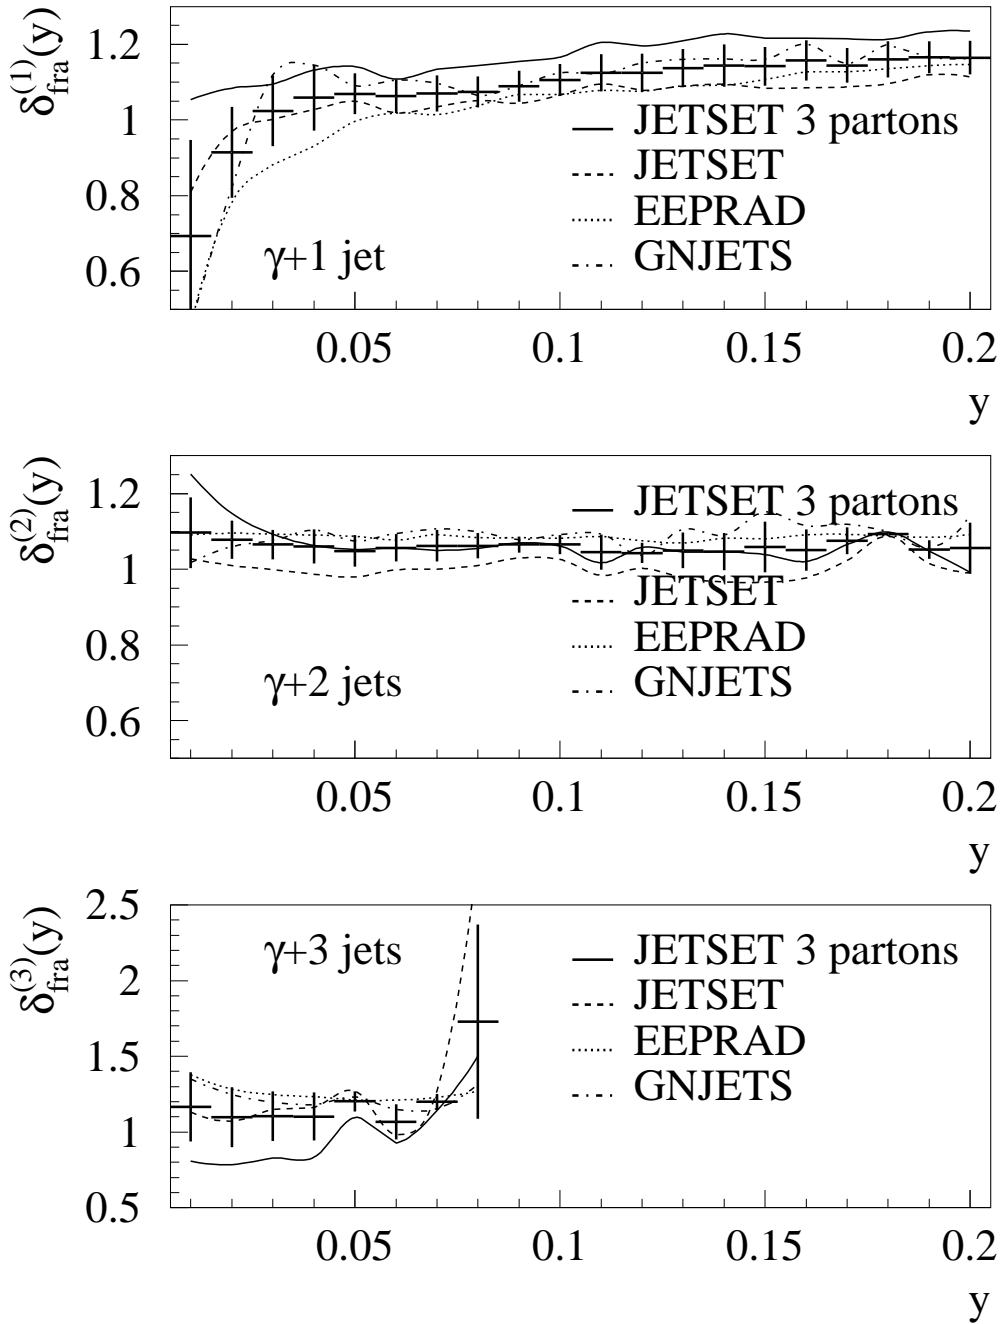 δ_fra^(1)(y)
1.2
1
0.8
0.6
JETSET 3 partons
JETSET
EEPRAD
GNJETS
γ+1 jet
0.05 0.1 0.15 0.2
y
δ_fra^(2)(y)
1.2
1
0.8
0.6
JETSET 3 partons
JETSET
EEPRAD
GNJETS
γ+2 jets
0.05 0.1 0.15 0.2
y
δ_fra^(3)(y)
2.5
2
1.5
1
0.5
γ+3 jets
JETSET 3 partons
JETSET
EEPRAD
GNJETS
0.05 0.1 0.15 0.2
y